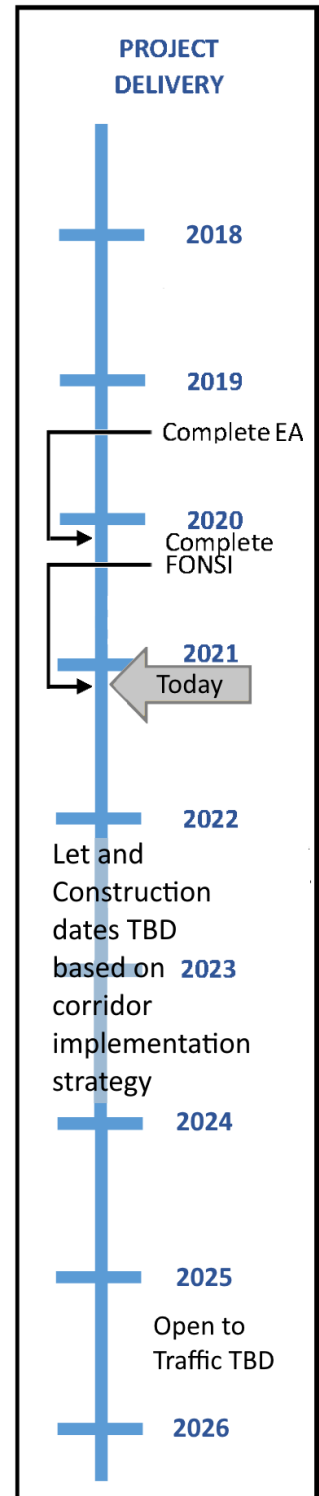 PROJECT
DELIVERY
2018
2019
Complete EA
2020
Complete
FONSI
2021
Today
2022
Let and
Construction
dates TBD
based on
2023
corridor
implementation
strategy
2024
2025
Open to
Traffic TBD
2026